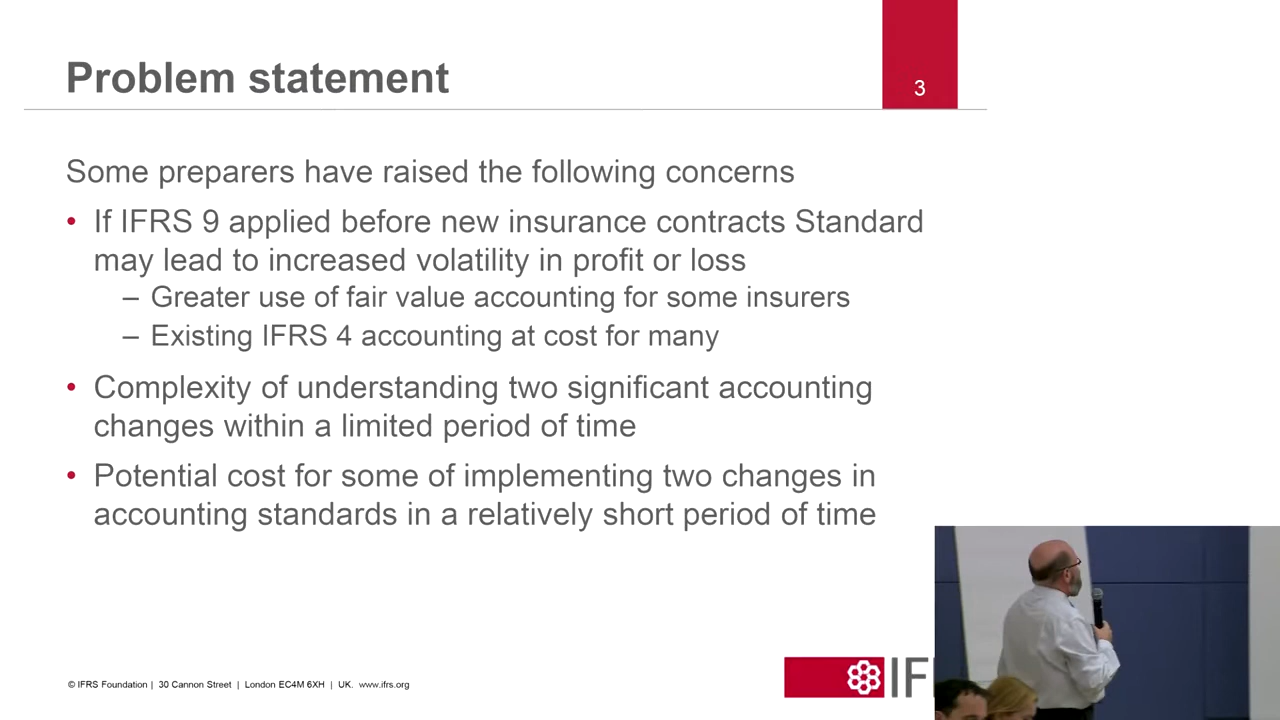 Problem statement
3
Some preparers have raised the following concerns
• If IFRS 9 applied before new insurance contracts Standard
may lead to increased volatility in profit or loss
– Greater use of fair value accounting for some insurers
– Existing IFRS 4 accounting at cost for many
• Complexity of understanding two significant accounting
changes within a limited period of time
• Potential cost for some of implementing two changes in
accounting standards in a relatively short period of time
© IFRS Foundation | 30 Cannon Street | London EC4M 6XH | UK. www.ifrs.org
IF